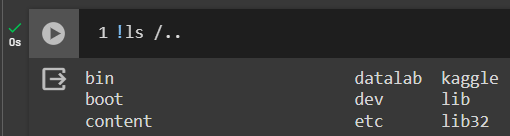 1 !ls /..
0s
bin datalab kaggle
boot dev lib
content etc lib32